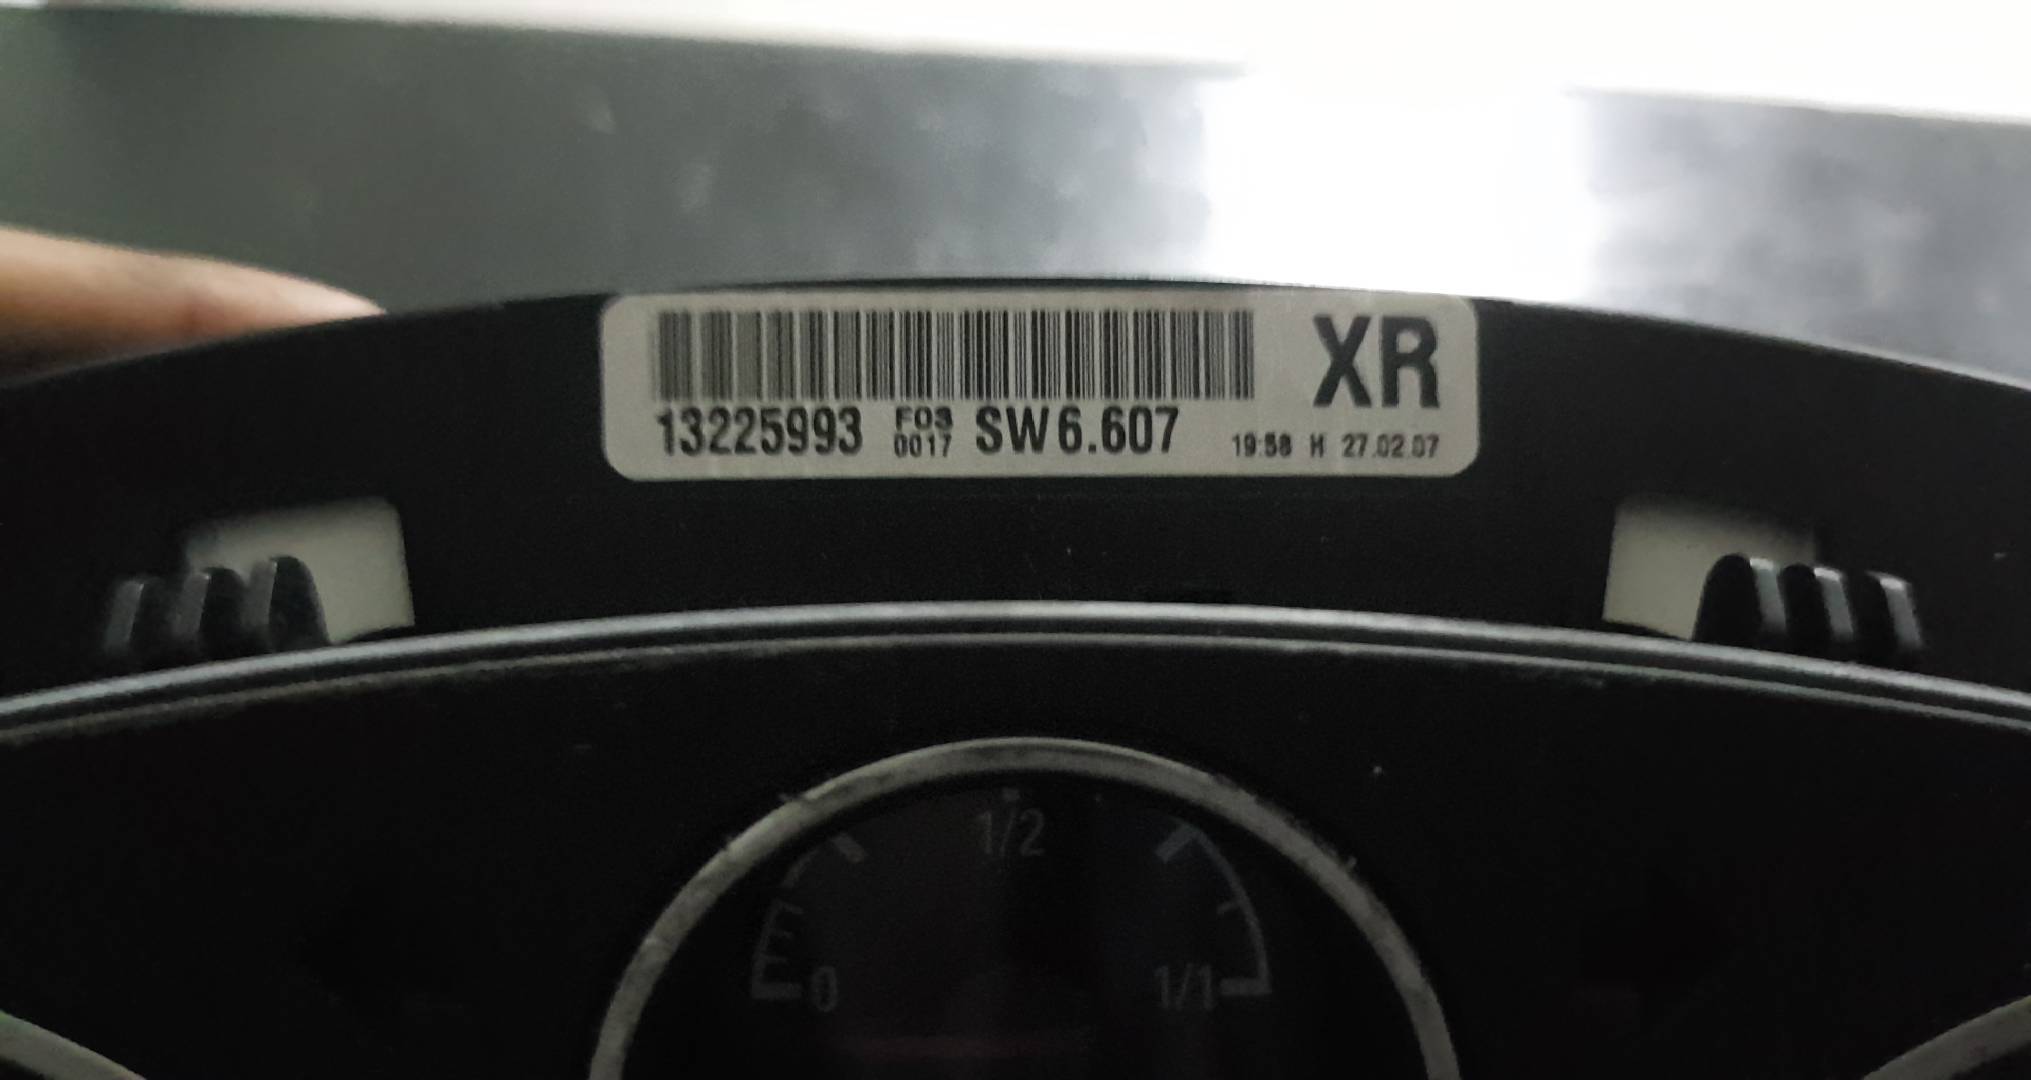 XR
13225993 F03 0017 SW6.607 19:58 H 27.02.07
1/2
0 1/1